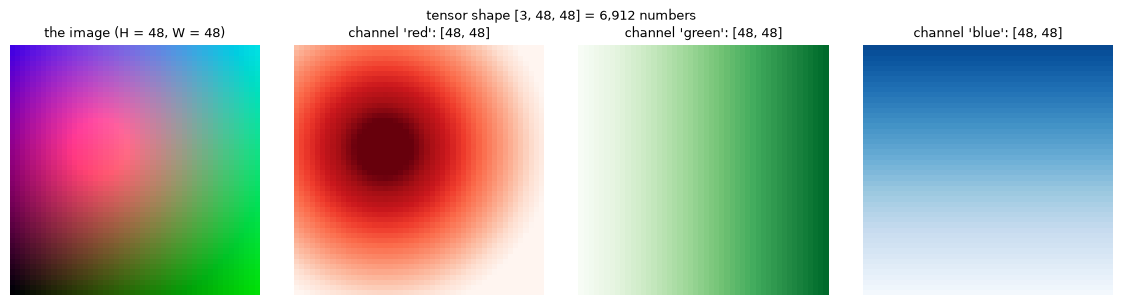 tensor shape [3, 48, 48] = 6,912 numbers
the image (H = 48, W = 48)
channel 'red': [48, 48]
channel 'green': [48, 48]
channel 'blue': [48, 48]